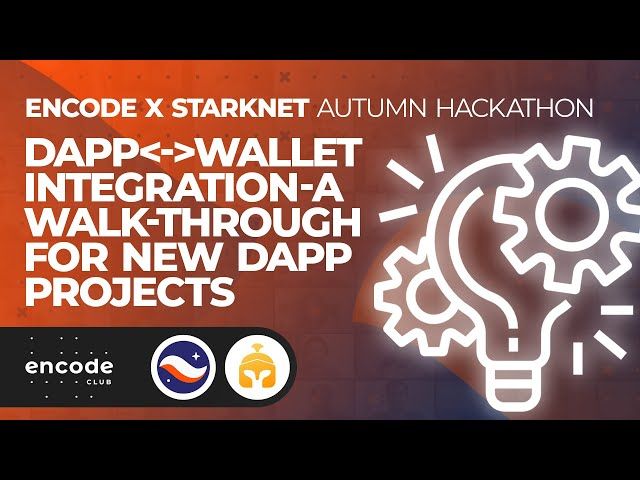 ENCODE X STARKNET AUTUMN HACKATHON
DAPP<->WALLET
INTEGRATION-A
WALK-THROUGH
FOR NEW DAPP
PROJECTS
encode
CLUB